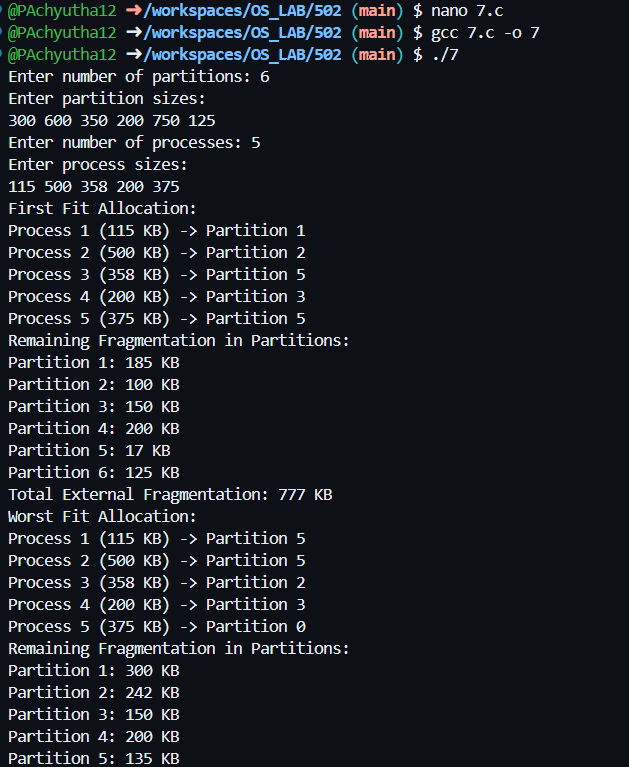 @PAchyutha12 ➜/workspaces/OS_LAB/502 (main) $ nano 7.c
@PAchyutha12 ➜/workspaces/OS_LAB/502 (main) $ gcc 7.c -o 7
@PAchyutha12 ➜/workspaces/OS_LAB/502 (main) $ ./7
Enter number of partitions: 6
Enter partition sizes:
300 600 350 200 750 125
Enter number of processes: 5
Enter process sizes:
115 500 358 200 375
First Fit Allocation:
Process 1 (115 KB) -> Partition 1
Process 2 (500 KB) -> Partition 2
Process 3 (358 KB) -> Partition 5
Process 4 (200 KB) -> Partition 3
Process 5 (375 KB) -> Partition 5
Remaining Fragmentation in Partitions:
Partition 1: 185 KB
Partition 2: 100 KB
Partition 3: 150 KB
Partition 4: 200 KB
Partition 5: 17 KB
Partition 6: 125 KB
Total External Fragmentation: 777 KB
Worst Fit Allocation:
Process 1 (115 KB) -> Partition 5
Process 2 (500 KB) -> Partition 5
Process 3 (358 KB) -> Partition 2
Process 4 (200 KB) -> Partition 3
Process 5 (375 KB) -> Partition 0
Remaining Fragmentation in Partitions:
Partition 1: 300 KB
Partition 2: 242 KB
Partition 3: 150 KB
Partition 4: 200 KB
Partition 5: 135 KB